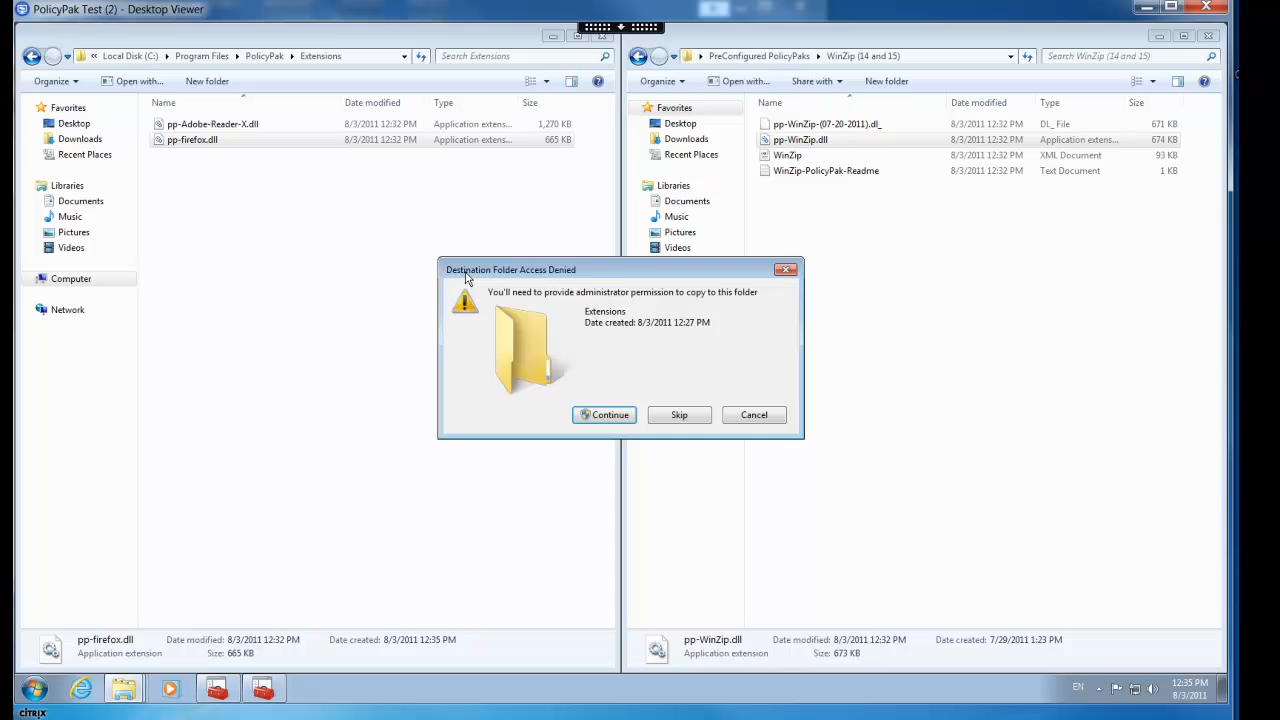 PolicyPak Test (2) - Desktop Viewer
« Local Disk (C:) ▸ Program Files ▸ PolicyPak ▸ Extensions
Search Extensions
Organize
Open with...
New folder
Name
Date modified
Type
Size
Favorites
Desktop
Downloads
Recent Places
Libraries
Documents
Music
Pictures
Videos
Computer
Network
pp-Adobe-Reader-X.dll 8/3/2011 12:32 PM Application extens... 1,270 KB
pp-firefox.dll 8/3/2011 12:32 PM Application extens... 665 KB
pp-firefox.dll Date modified: 8/3/2011 12:32 PM Date created: 8/3/2011 12:35 PM
Application extension Size: 665 KB
« PreConfigured PolicyPaks ▸ WinZip (14 and 15)
Search WinZip (14 and 15)
Organize
Open with...
Share with
New folder
Name
Date modified
Type
Size
Favorites
Desktop
Downloads
Recent Places
Libraries
Documents
Music
Pictures
Videos
pp-WinZip-(07-20-2011).dl_ 8/3/2011 12:32 PM DL_ File 671 KB
pp-WinZip.dll 8/3/2011 12:32 PM Application extens... 674 KB
WinZip 8/3/2011 12:32 PM XML Document 93 KB
WinZip-PolicyPak-Readme 8/3/2011 12:32 PM Text Document 1 KB
pp-WinZip.dll Date modified: 8/3/2011 12:32 PM Date created: 7/29/2011 1:23 PM
Application extension Size: 673 KB
Destination Folder Access Denied
You'll need to provide administrator permission to copy to this folder
Extensions
Date created: 8/3/2011 12:27 PM
Continue
Skip
Cancel
EN
12:35 PM
8/3/2011
CITRIX